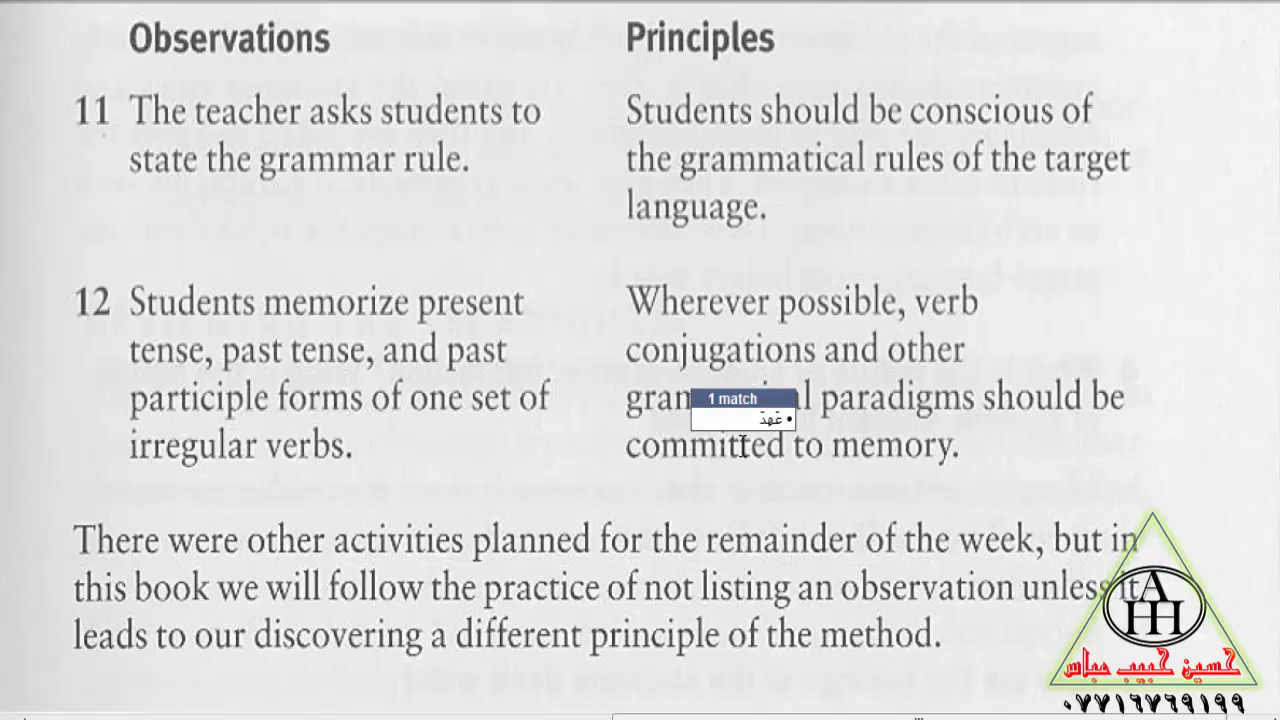 Observations
Principles
11 The teacher asks students to
state the grammar rule.
Students should be conscious of
the grammatical rules of the target
language.
12 Students memorize present
tense, past tense, and past
participle forms of one set of
irregular verbs.
Wherever possible, verb
conjugations and other
paradigms should be
committed to memory.
1 match
• عَهِدَ
There were other activities planned for the remainder of the week, but in
this book we will follow the practice of not listing an observation unless it
leads to our discovering a different principle of the method.
AHH
حسين حبيب عباس
٠٧٧١٦٧٦٩١٩٩